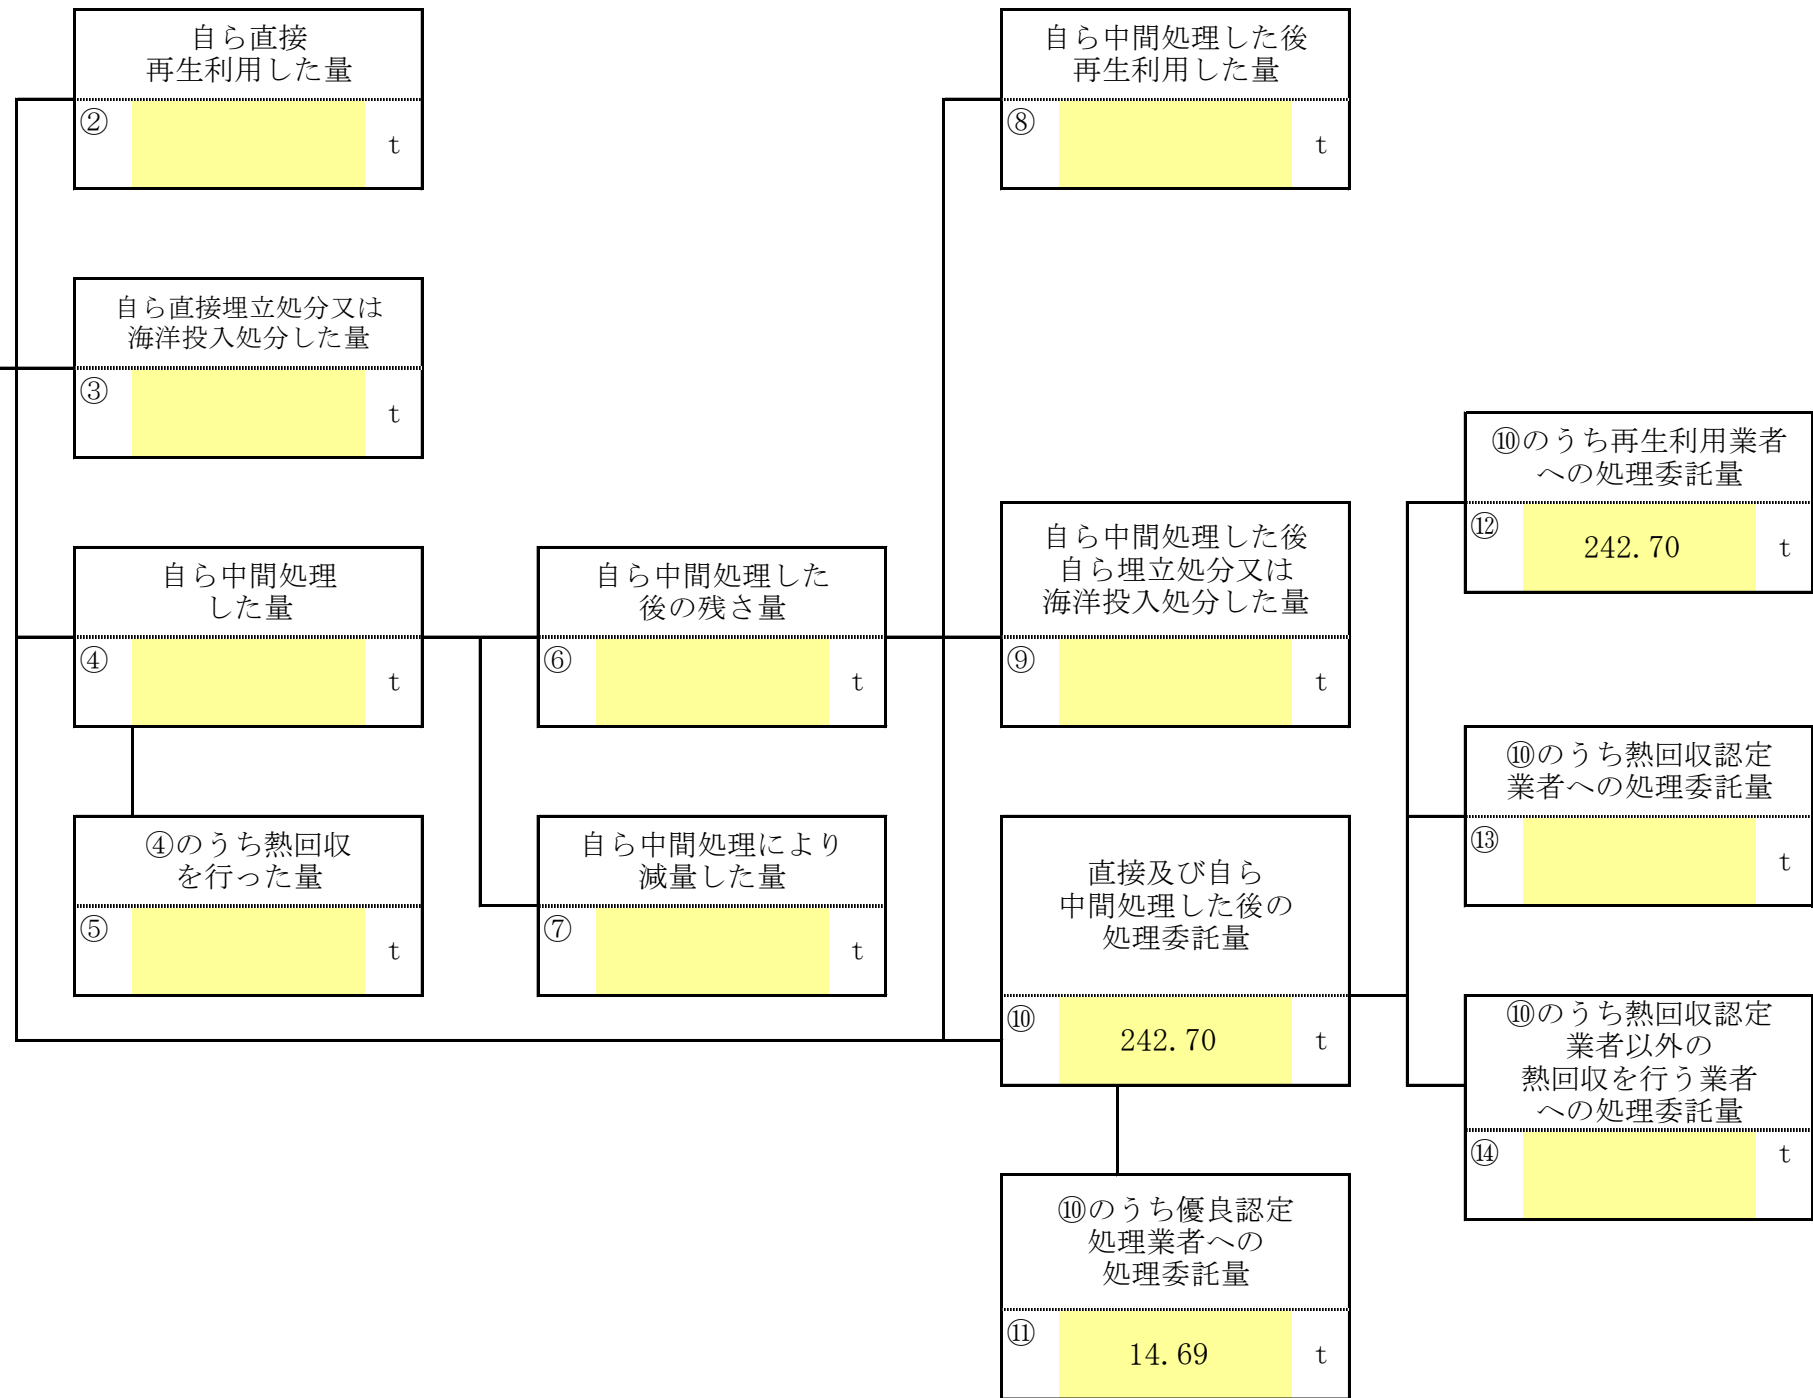 自ら直接
再生利用した量
②
t
自ら中間処理した後
再生利用した量
⑧
t
自ら直接埋立処分又は
海洋投入処分した量
③
t
⑩のうち再生利用業者
への処理委託量
⑫
242.70
t
自ら中間処理
した量
④
t
自ら中間処理した
後の残さ量
⑥
t
自ら中間処理した後
自ら埋立処分又は
海洋投入処分した量
⑨
t
⑩のうち熱回収認定
業者への処理委託量
⑬
t
④のうち熱回収
を行った量
⑤
t
自ら中間処理により
減量した量
⑦
t
直接及び自ら
中間処理した後の
処理委託量
⑩
242.70
t
⑩のうち熱回収認定
業者以外の
熱回収を行う業者
への処理委託量
⑭
t
⑩のうち優良認定
処理業者への
処理委託量
⑪
14.69
t